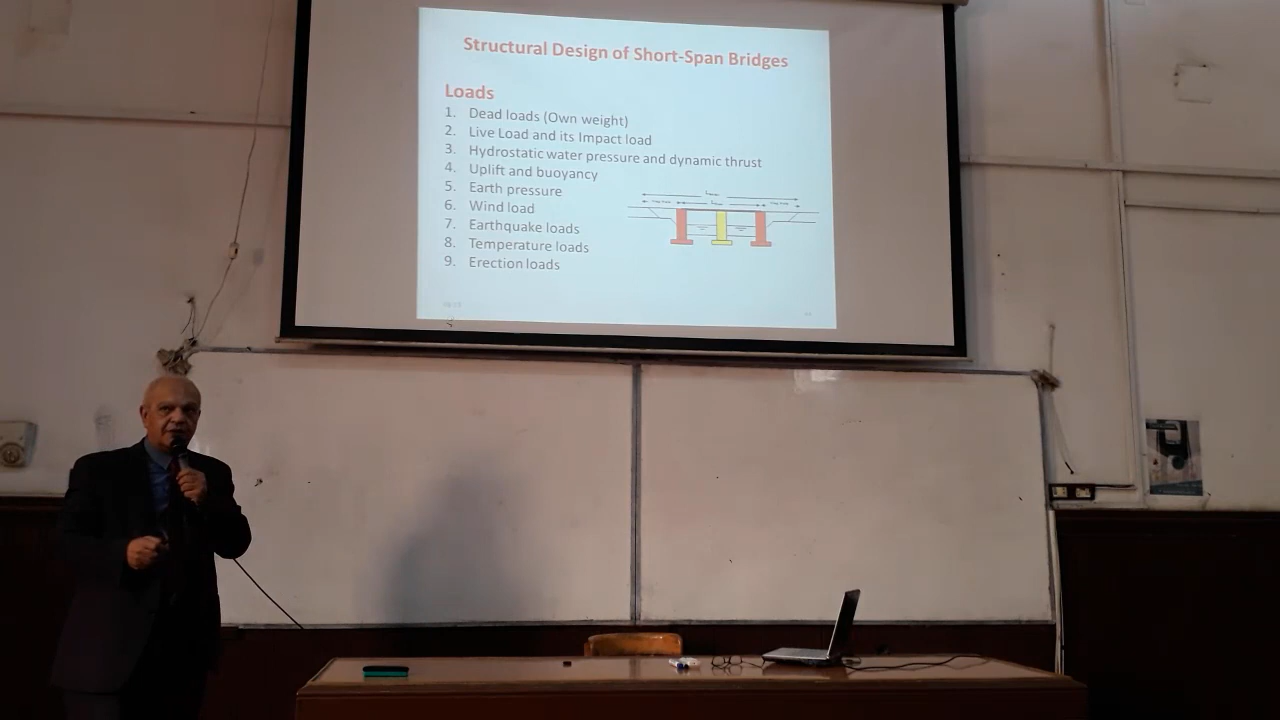 Structural Design of Short-Span Bridges
Loads
1. Dead loads (Own weight)
2. Live Load and its Impact load
3. Hydrostatic water pressure and dynamic thrust
4. Uplift and buoyancy
5. Earth pressure
6. Wind load
7. Earthquake loads
8. Temperature loads
9. Erection loads